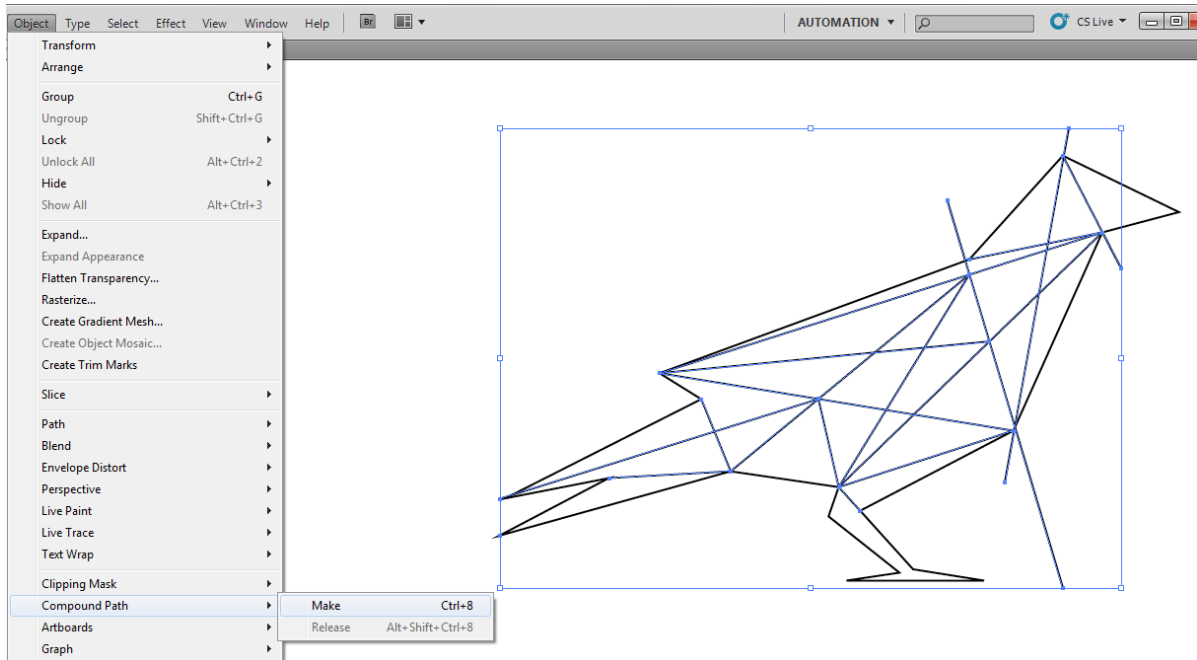 Object Type Select Effect View Window Help Br AUTOMATION CS Live
Transform
Arrange
Group Ctrl+G
Ungroup Shift+Ctrl+G
Lock
Unlock All Alt+Ctrl+2
Hide
Show All Alt+Ctrl+3
Expand...
Expand Appearance
Flatten Transparency...
Rasterize...
Create Gradient Mesh...
Create Object Mosaic...
Create Trim Marks
Slice
Path
Blend
Envelope Distort
Perspective
Live Paint
Live Trace
Text Wrap
Clipping Mask
Compound Path Make Ctrl+8
Artboards Release Alt+Shift+Ctrl+8
Graph